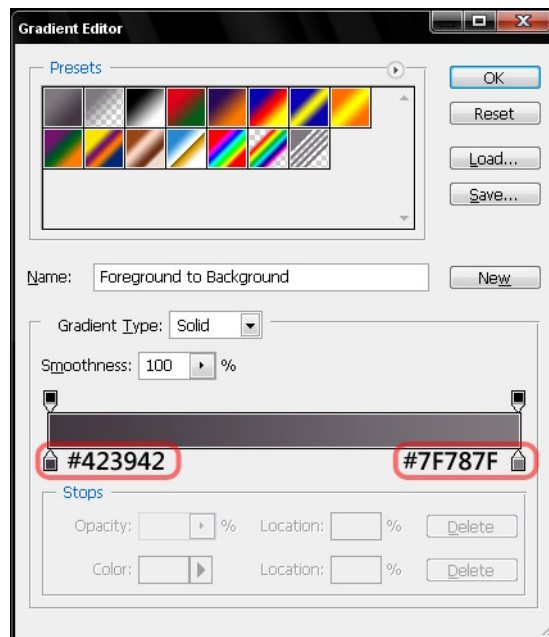 Gradient Editor
Presets
OK
Reset
Load...
Save...
Name: Foreground to Background New
Gradient Type: Solid
Smoothness: 100 %
#423942 #7F787F
Stops
Opacity: % Location: % Delete
Color: Location: % Delete